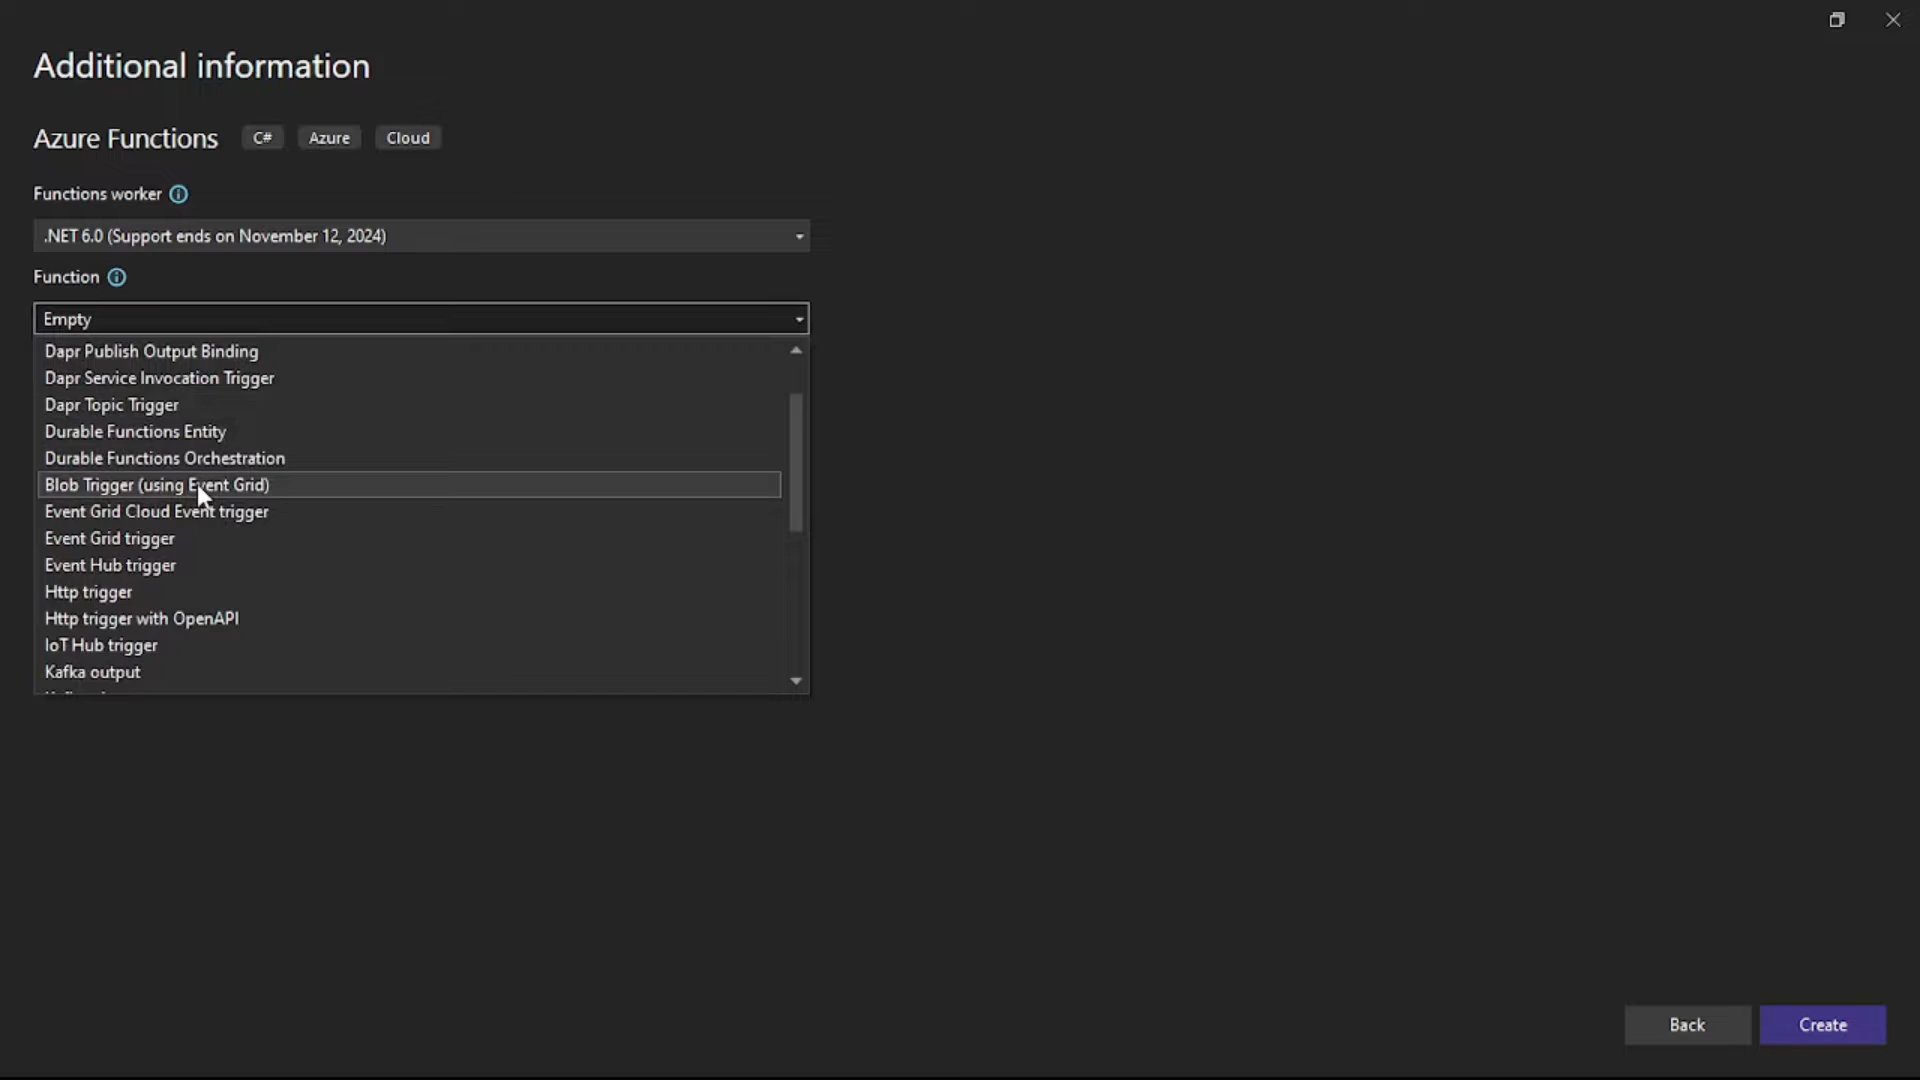 Additional information
Azure Functions C# Azure Cloud
Functions worker
.NET 6.0 (Support ends on November 12, 2024)
Function
Empty
Dapr Publish Output Binding
Dapr Service Invocation Trigger
Dapr Topic Trigger
Durable Functions Entity
Durable Functions Orchestration
Blob Trigger (using Event Grid)
Event Grid Cloud Event trigger
Event Grid trigger
Event Hub trigger
Http trigger
Http trigger with OpenAPI
IoT Hub trigger
Kafka output
Back Create